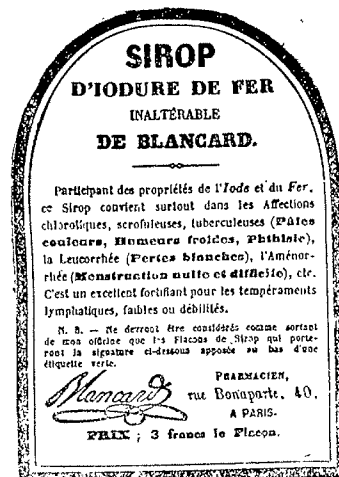 SIROP
D'IODURE DE FER
INALTÉRABLE
DE BLANCARD.
Participant des propriétés de l'Iode et du Fer,
ce Sirop convient surtout dans les Affections
chlorotiques, scrofuleuses, tuberculeuses (Pâles
couleurs, Humeurs froides, Phthisie),
la Leucorrhée (Pertes blanches), l'Aménor-
rhée (Menstruation nulle et difficile), etc.
C'est un excellent fortifiant pour les tempéraments
lymphatiques, faibles ou débilités.
N. B. — Ne devront être considérés comme sortant
de mon officine que les Flacons de Sirop qui porte-
ront la signature ci-dessous apposée au bas d'une
étiquette verte.
Blancard
PHARMACIEN,
rue Bonaparte, 40,
A PARIS.
PRIX : 3 francs le Flacon.